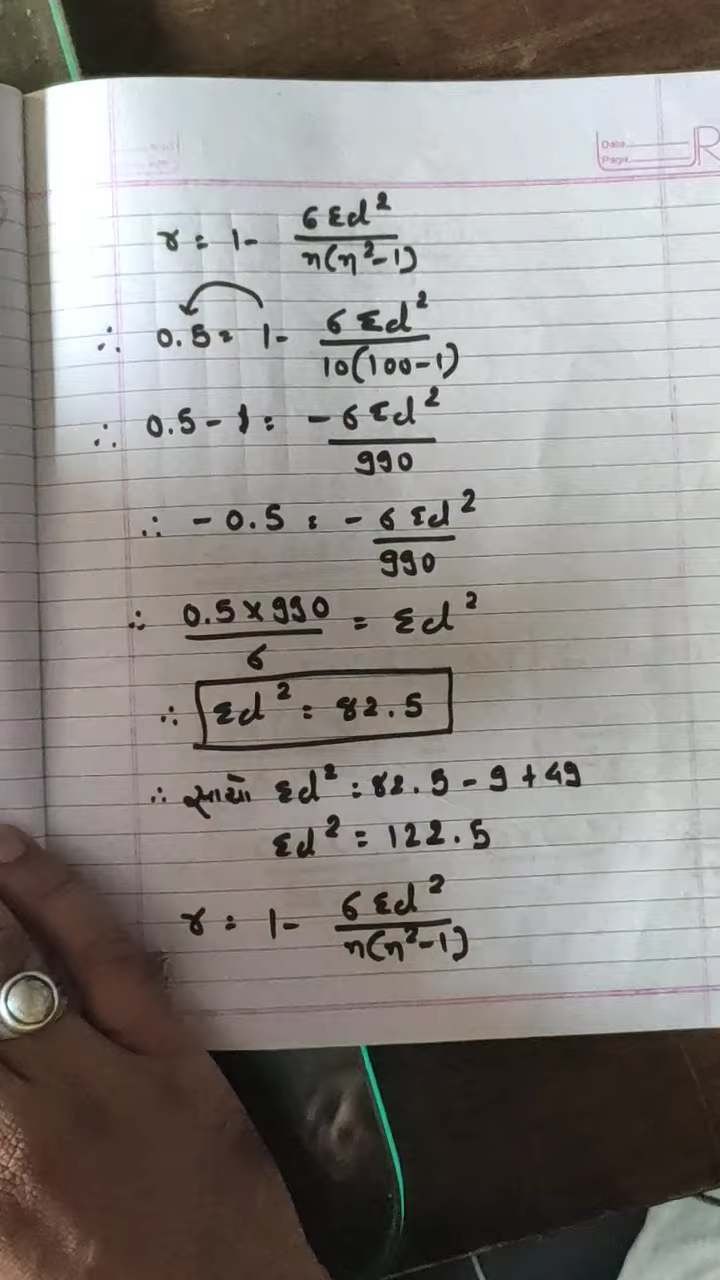 Date
Page
R
r = 1 - 6Σd² / n(n²-1)
∴ 0.5 = 1 - 6Σd² / 10(100-1)
∴ 0.5 - 1 = -6Σd² / 990
∴ -0.5 = -6Σd² / 990
∴ 0.5 × 990 / 6 = Σd²
∴ Σd² = 82.5
∴ સાચો Σd² = 82.5 - 9 + 49
Σd² = 122.5
r = 1 - 6Σd² / n(n²-1)